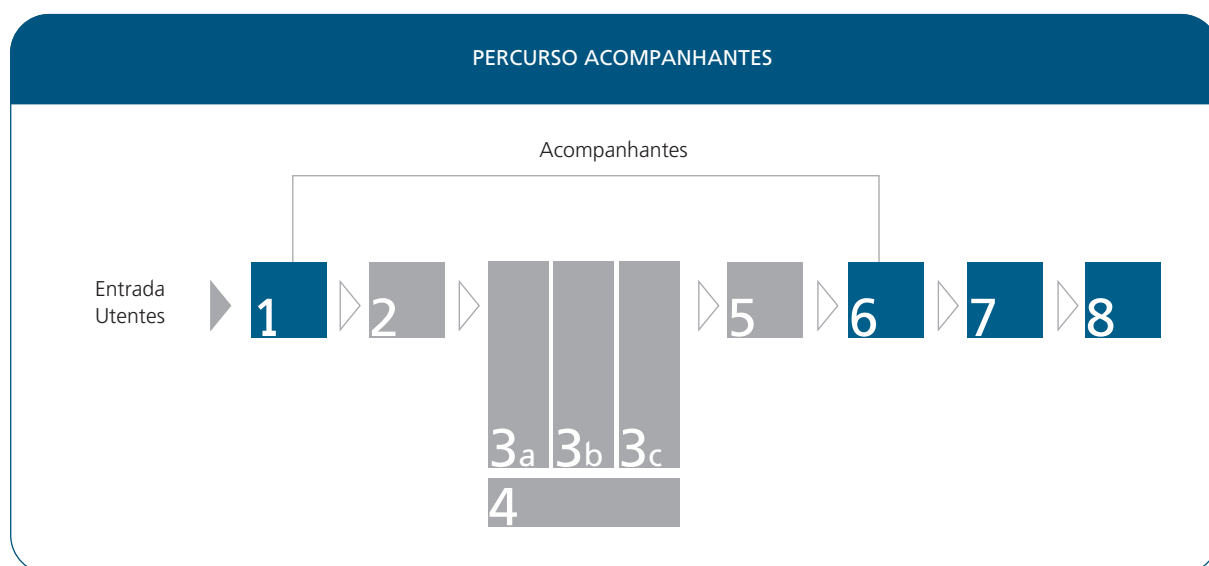 PERCURSO ACOMPANHANTES
Acompanhantes
Entrada
Utentes
1
2
3a
3b
3c
4
5
6
7
8